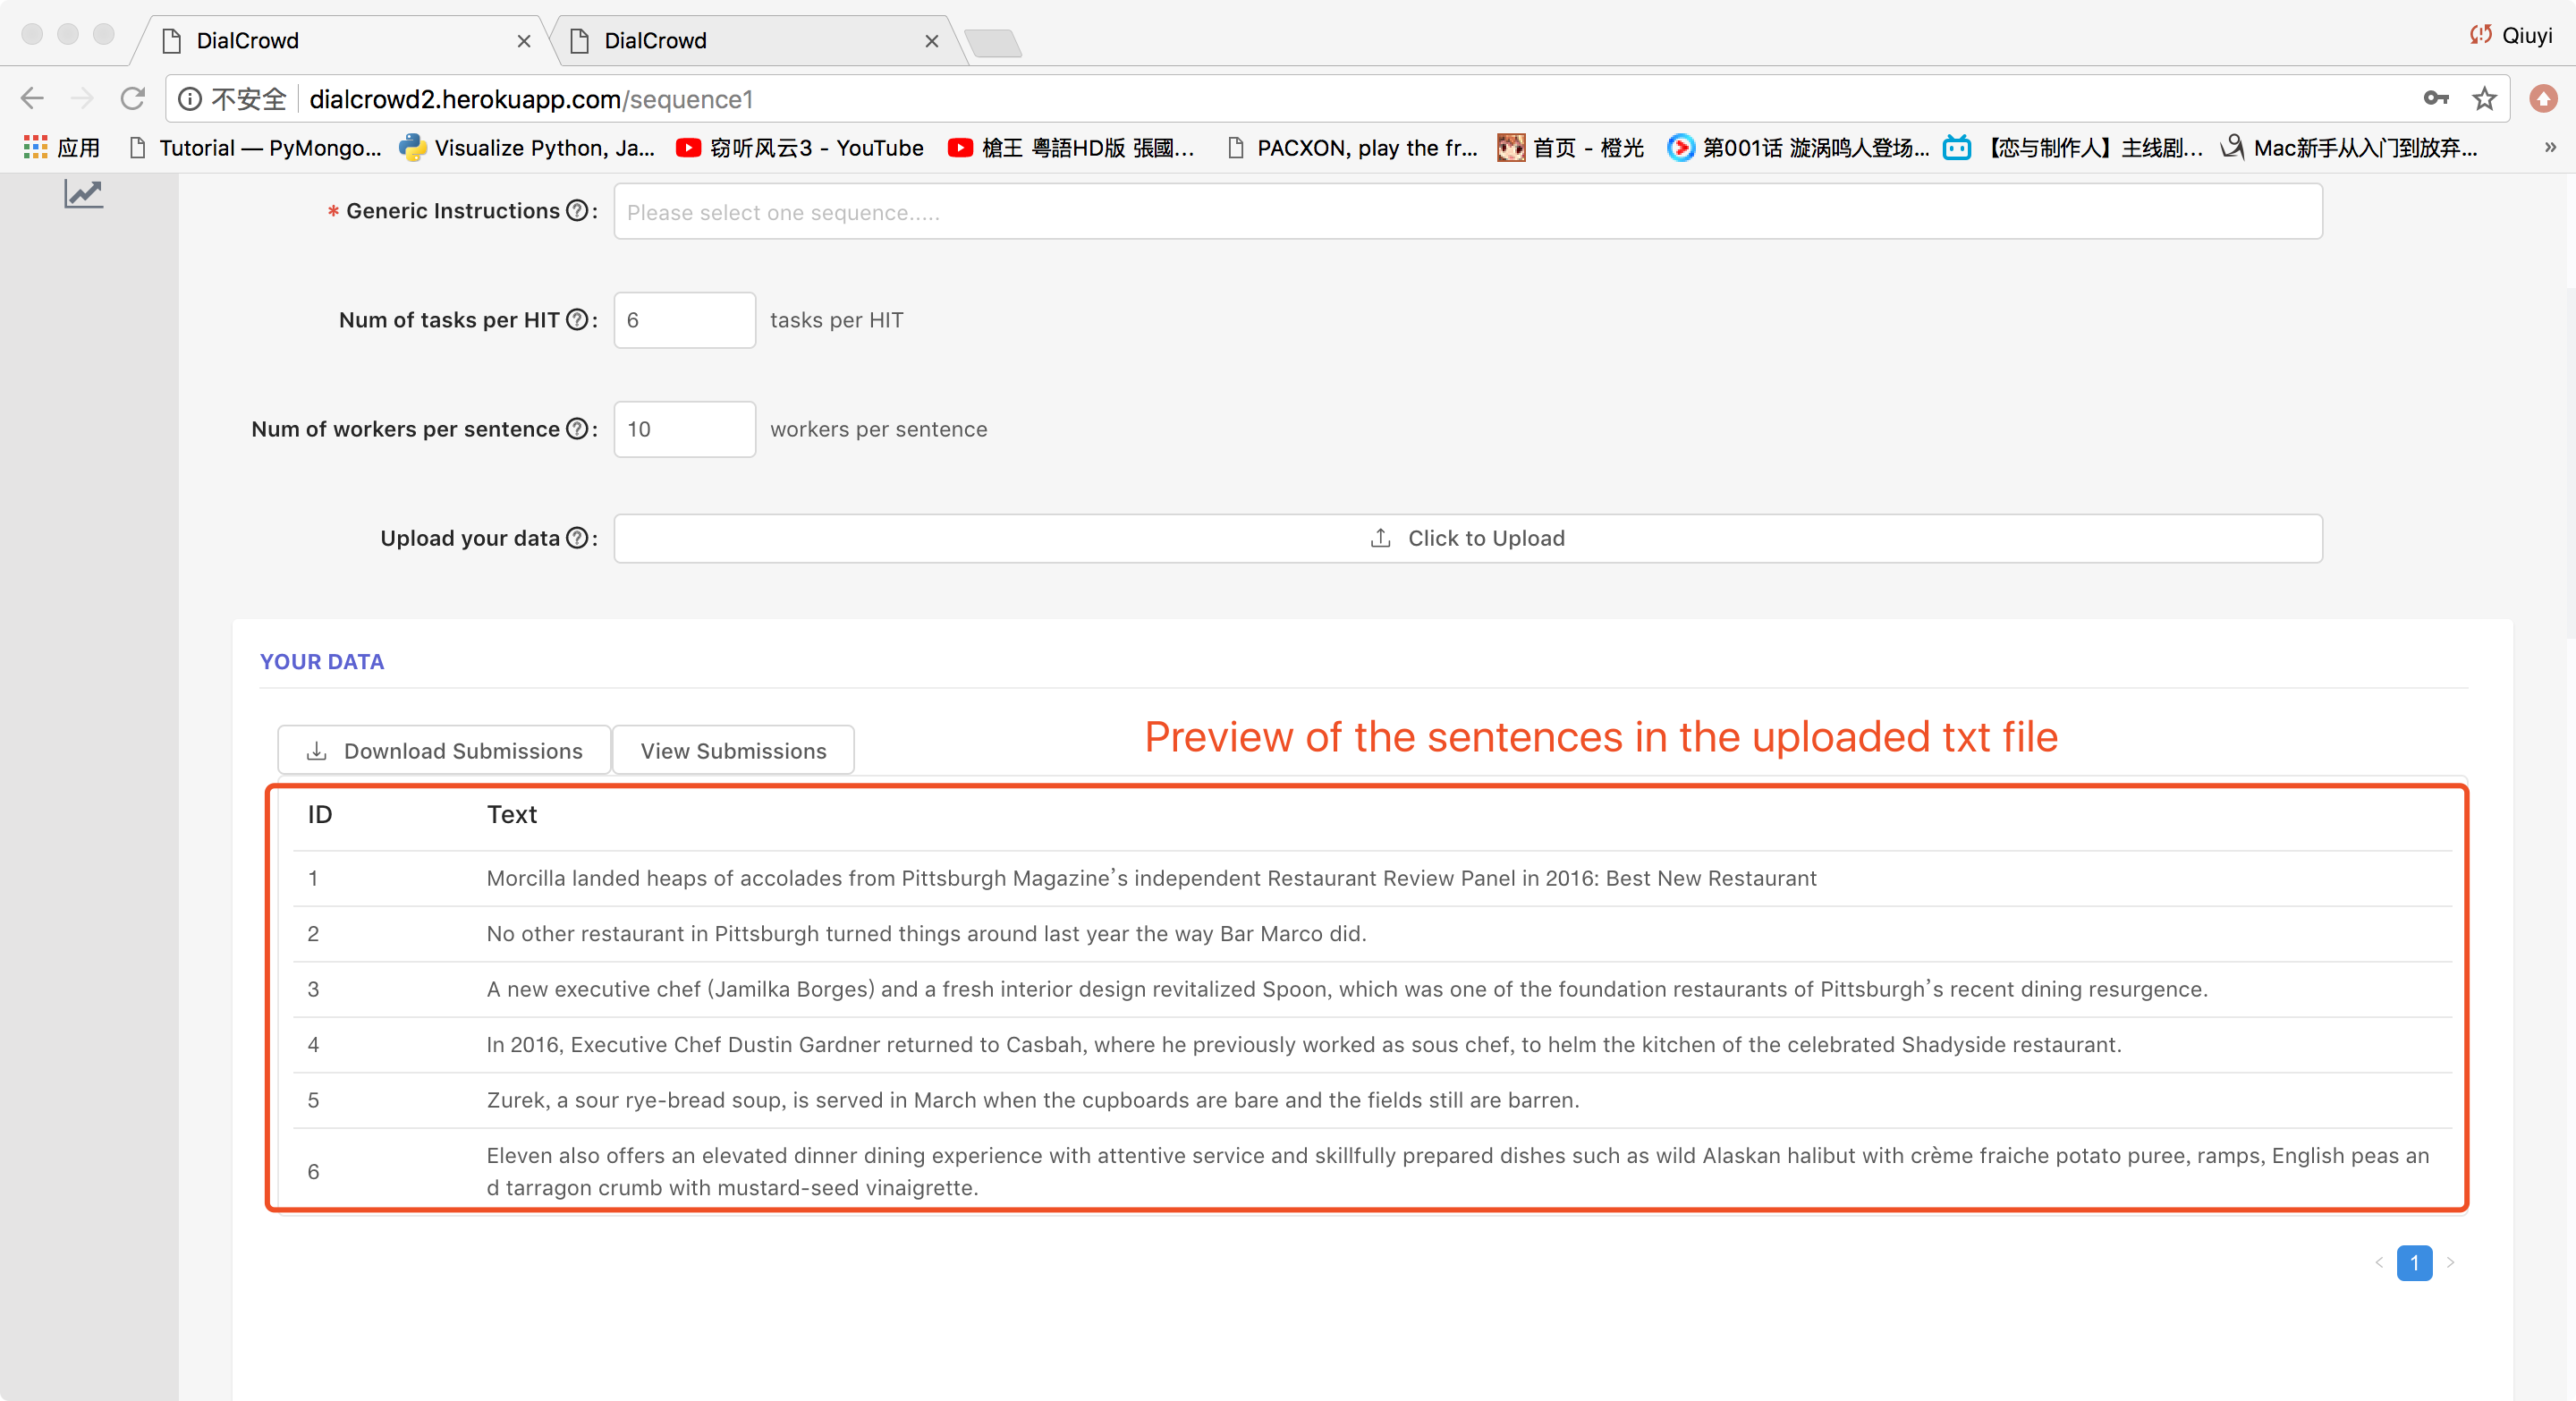 DialCrowd
DialCrowd
Qiuyi
不安全 dialcrowd2.herokuapp.com/sequence1
应用 Tutorial — PyMongo... Visualize Python, Ja... 窃听风云3 - YouTube 槍王 粵語HD版 張國... PACXON, play the fr... 首页 - 橙光 第001话 漩涡鸣人登场... 【恋与制作人】主线剧... Mac新手从入门到放弃... »
* Generic Instructions ? : Please select one sequence.....
Num of tasks per HIT ? : 6 tasks per HIT
Num of workers per sentence ? : 10 workers per sentence
Upload your data ? : Click to Upload
YOUR DATA
Download Submissions View Submissions
Preview of the sentences in the uploaded txt file
ID Text
1 Morcilla landed heaps of accolades from Pittsburgh Magazine’s independent Restaurant Review Panel in 2016: Best New Restaurant
2 No other restaurant in Pittsburgh turned things around last year the way Bar Marco did.
3 A new executive chef (Jamilka Borges) and a fresh interior design revitalized Spoon, which was one of the foundation restaurants of Pittsburgh’s recent dining resurgence.
4 In 2016, Executive Chef Dustin Gardner returned to Casbah, where he previously worked as sous chef, to helm the kitchen of the celebrated Shadyside restaurant.
5 Zurek, a sour rye-bread soup, is served in March when the cupboards are bare and the fields still are barren.
6 Eleven also offers an elevated dinner dining experience with attentive service and skillfully prepared dishes such as wild Alaskan halibut with crème fraiche potato puree, ramps, English peas an
d tarragon crumb with mustard-seed vinaigrette.
< 1 >